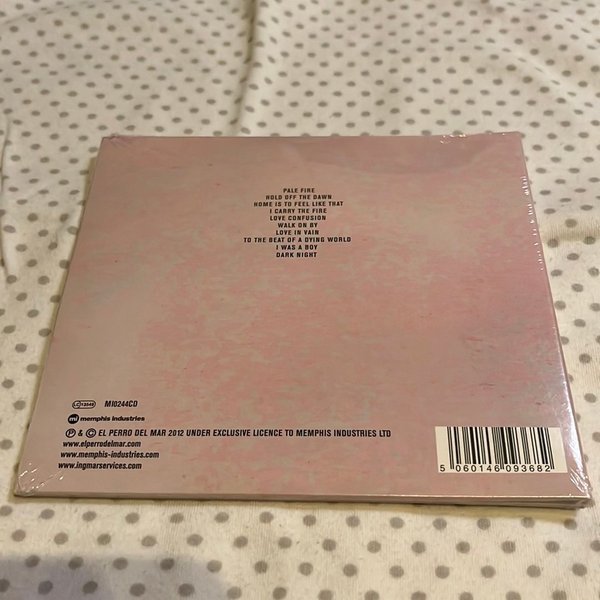 PALE FIRE
HOLD OFF THE DAWN
HOME IS TO FEEL LIKE THAT
I CARRY THE FIRE
LOVE CONFUSION
WALK ON BY
LOVE IN VAIN
TO THE BEAT OF A DYING WORLD
I WAS A BOY
DARK NIGHT
LC 12549 MI0244CD
mi memphis industries
Ⓟ & © EL PERRO DEL MAR 2012 UNDER EXCLUSIVE LICENCE TO MEMPHIS INDUSTRIES LTD
www.elperrodelmar.com
www.memphis-industries.com
www.ingmarservices.com
5 060146 093682